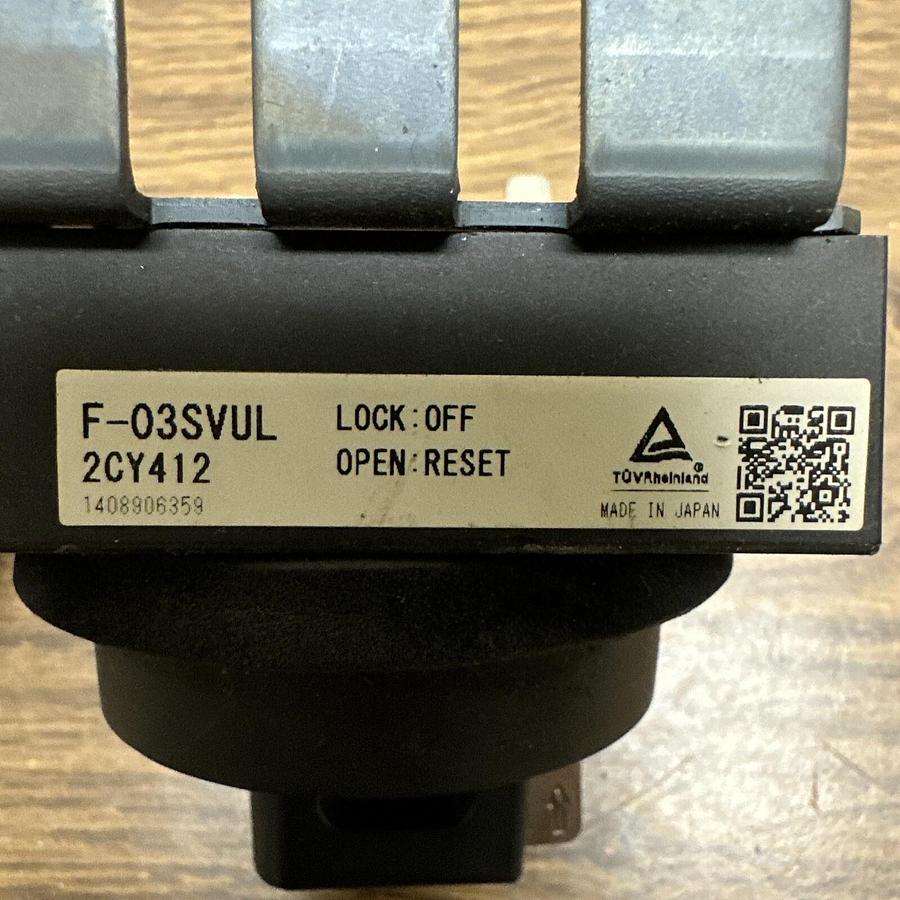 F-03SVUL
2CY412
1408906359
LOCK:OFF
OPEN:RESET
TÜVRheinland®
MADE IN JAPAN